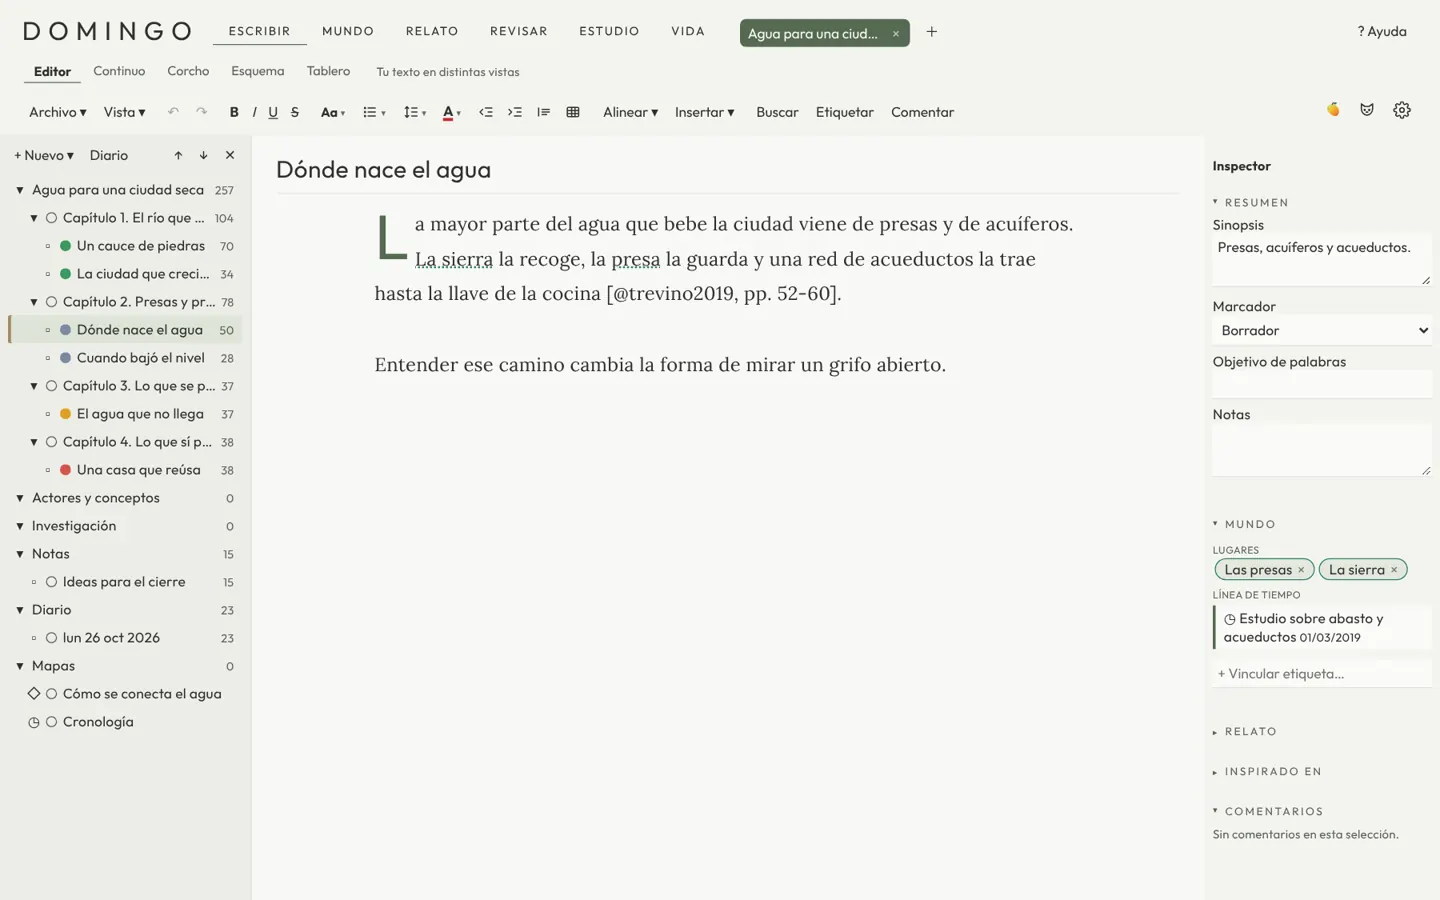 DOMINGO
ESCRIBIR
MUNDO
RELATO
REVISAR
ESTUDIO
VIDA
Agua para una ciud... ×
+
? Ayuda
Editor
Continuo
Corcho
Esquema
Tablero
Tu texto en distintas vistas
Archivo ▾
Vista ▾
B
I
U
S
Aa ▾
A ▾
Alinear ▾
Insertar ▾
Buscar
Etiquetar
Comentar
+ Nuevo ▾
Diario
↑ ↓ ✕
Agua para una ciudad seca 257
Capítulo 1. El río que ... 104
Un cauce de piedras 70
La ciudad que creci... 34
Capítulo 2. Presas y pr... 78
Dónde nace el agua 50
Cuando bajó el nivel 28
Capítulo 3. Lo que se p... 37
El agua que no llega 37
Capítulo 4. Lo que sí p... 38
Una casa que reúsa 38
Actores y conceptos 0
Investigación 0
Notas 15
Ideas para el cierre 15
Diario 23
lun 26 oct 2026 23
Mapas 0
Cómo se conecta el agua
Cronología
Dónde nace el agua
La mayor parte del agua que bebe la ciudad viene de presas y de acuíferos.
La sierra la recoge, la presa la guarda y una red de acueductos la trae
hasta la llave de la cocina [@trevino2019, pp. 52-60].
Entender ese camino cambia la forma de mirar un grifo abierto.
Inspector
RESUMEN
Sinopsis
Presas, acuíferos y acueductos.
Marcador
Borrador
Objetivo de palabras
Notas
MUNDO
LUGARES
Las presas ×
La sierra ×
LÍNEA DE TIEMPO
Estudio sobre abasto y
acueductos 01/03/2019
+ Vincular etiqueta...
RELATO
INSPIRADO EN
COMENTARIOS
Sin comentarios en esta selección.